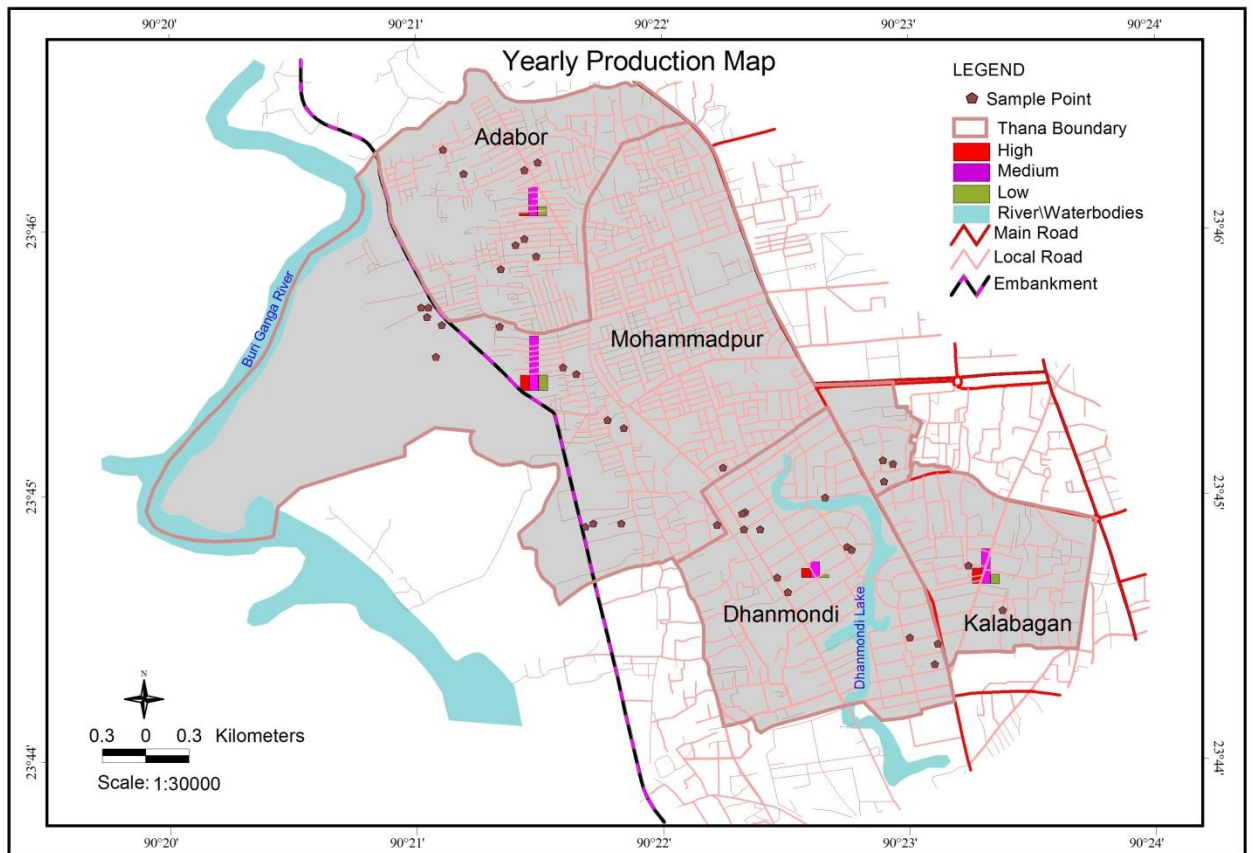 90°20'
90°21'
90°22'
90°23'
90°24'
Yearly Production Map
LEGEND
Sample Point
Thana Boundary
High
Medium
Low
River\Waterbodies
Main Road
Local Road
Embankment
Adabor
23°46'
23°46'
Buri Ganga River
Mohammadpur
23°45'
23°45'
Dhanmondi
Kalabagan
Dhanmondi Lake
N
0.3 0 0.3 Kilometers
Scale: 1:30000
23°44'
23°44'
90°20'
90°21'
90°22'
90°23'
90°24'